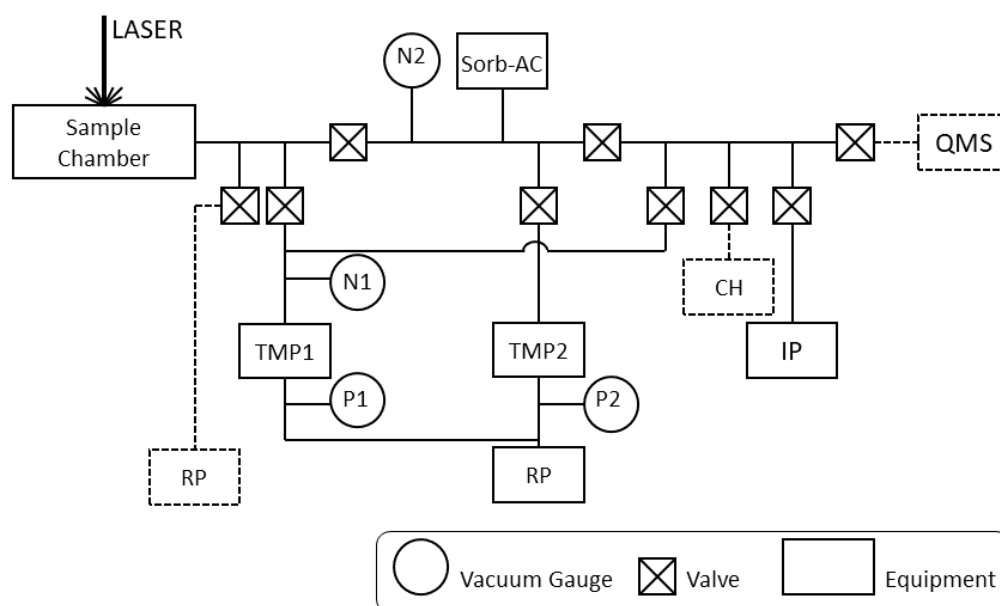 LASER
N2
Sorb-AC
Sample
Chamber
QMS
N1
CH
TMP1
TMP2
IP
P1
P2
RP
RP
Vacuum Gauge
Valve
Equipment